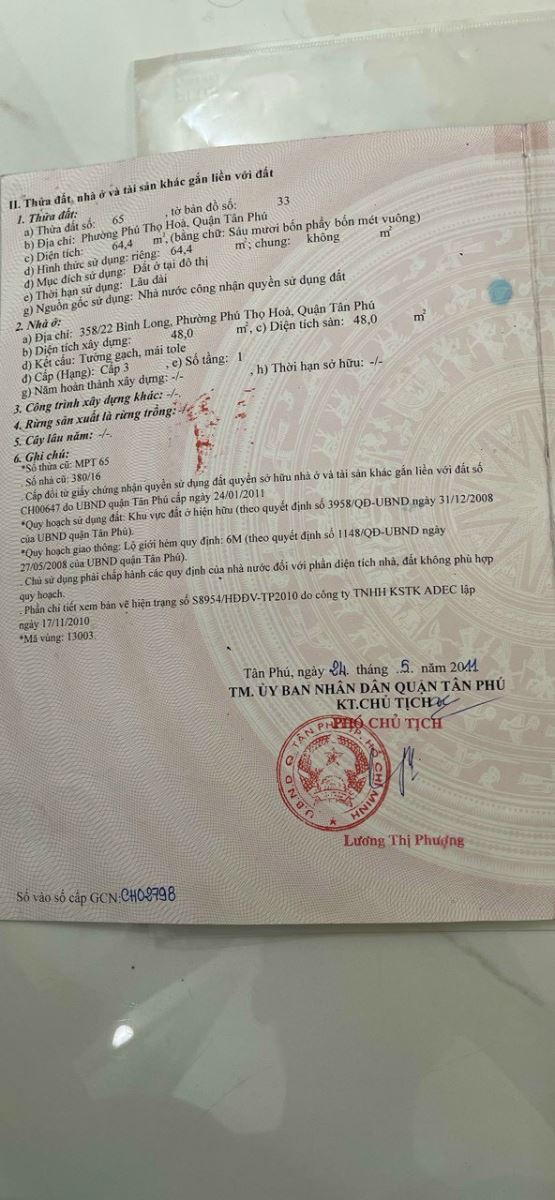 II. Thửa đất, nhà ở và tài sản khác gắn liền với đất
1. Thửa đất:
a) Thửa đất số: 65 , tờ bản đồ số: 33
b) Địa chỉ: Phường Phú Thọ Hoà, Quận Tân Phú
c) Diện tích: 64,4 m², (bằng chữ: Sáu mươi bốn phẩy bốn mét vuông)
d) Hình thức sử dụng: riêng: 64,4 m²; chung: không m²
đ) Mục đích sử dụng: Đất ở tại đô thị
e) Thời hạn sử dụng: Lâu dài
g) Nguồn gốc sử dụng: Nhà nước công nhận quyền sử dụng đất
2. Nhà ở:
a) Địa chỉ: 358/22 Bình Long, Phường Phú Thọ Hoà, Quận Tân Phú
b) Diện tích xây dựng: 48,0 m², c) Diện tích sàn: 48,0 m²
d) Kết cấu: Tường gạch, mái tole
đ) Cấp (Hạng): Cấp 3 , e) Số tầng: 1
g) Năm hoàn thành xây dựng: -/- , h) Thời hạn sở hữu: -/-
3. Công trình xây dựng khác: -/-.
4. Rừng sản xuất là rừng trồng: -/-
5. Cây lâu năm: -/-.
6. Ghi chú:
*Số thửa cũ: MPT 65
. Số nhà cũ: 380/16
. Cấp đổi từ giấy chứng nhận quyền sử dụng đất quyền sở hữu nhà ở và tài sản khác gắn liền với đất số
CH00647 do UBND quận Tân Phú cấp ngày 24/01/2011
*Quy hoạch sử dụng đất: Khu vực đất ở hiện hữu (theo quyết định số 3958/QĐ-UBND ngày 31/12/2008
của UBND quận Tân Phú).
*Quy hoạch giao thông: Lộ giới hẻm quy định: 6M (theo quyết định số 1148/QĐ-UBND ngày
27/05/2008 của UBND quận Tân Phú).
. Chủ sử dụng phải chấp hành các quy định của nhà nước đối với phần diện tích nhà, đất không phù hợp
quy hoạch.
. Phần chi tiết xem bản vẽ hiện trạng số S8954/HĐĐV-TP2010 do công ty TNHH KSTK ADEC lập
ngày 17/11/2010
*Mã vùng: 13003.
Tân Phú, ngày 24. tháng .5. năm 2011
TM. ỦY BAN NHÂN DÂN QUẬN TÂN PHÚ
KT.CHỦ TỊCH
PHÓ CHỦ TỊCH
U.B.N.D Q.TÂN PHÚ T.P. HỒ CHÍ MINH
Lương Thị Phượng
Số vào sổ cấp GCN:CH02798